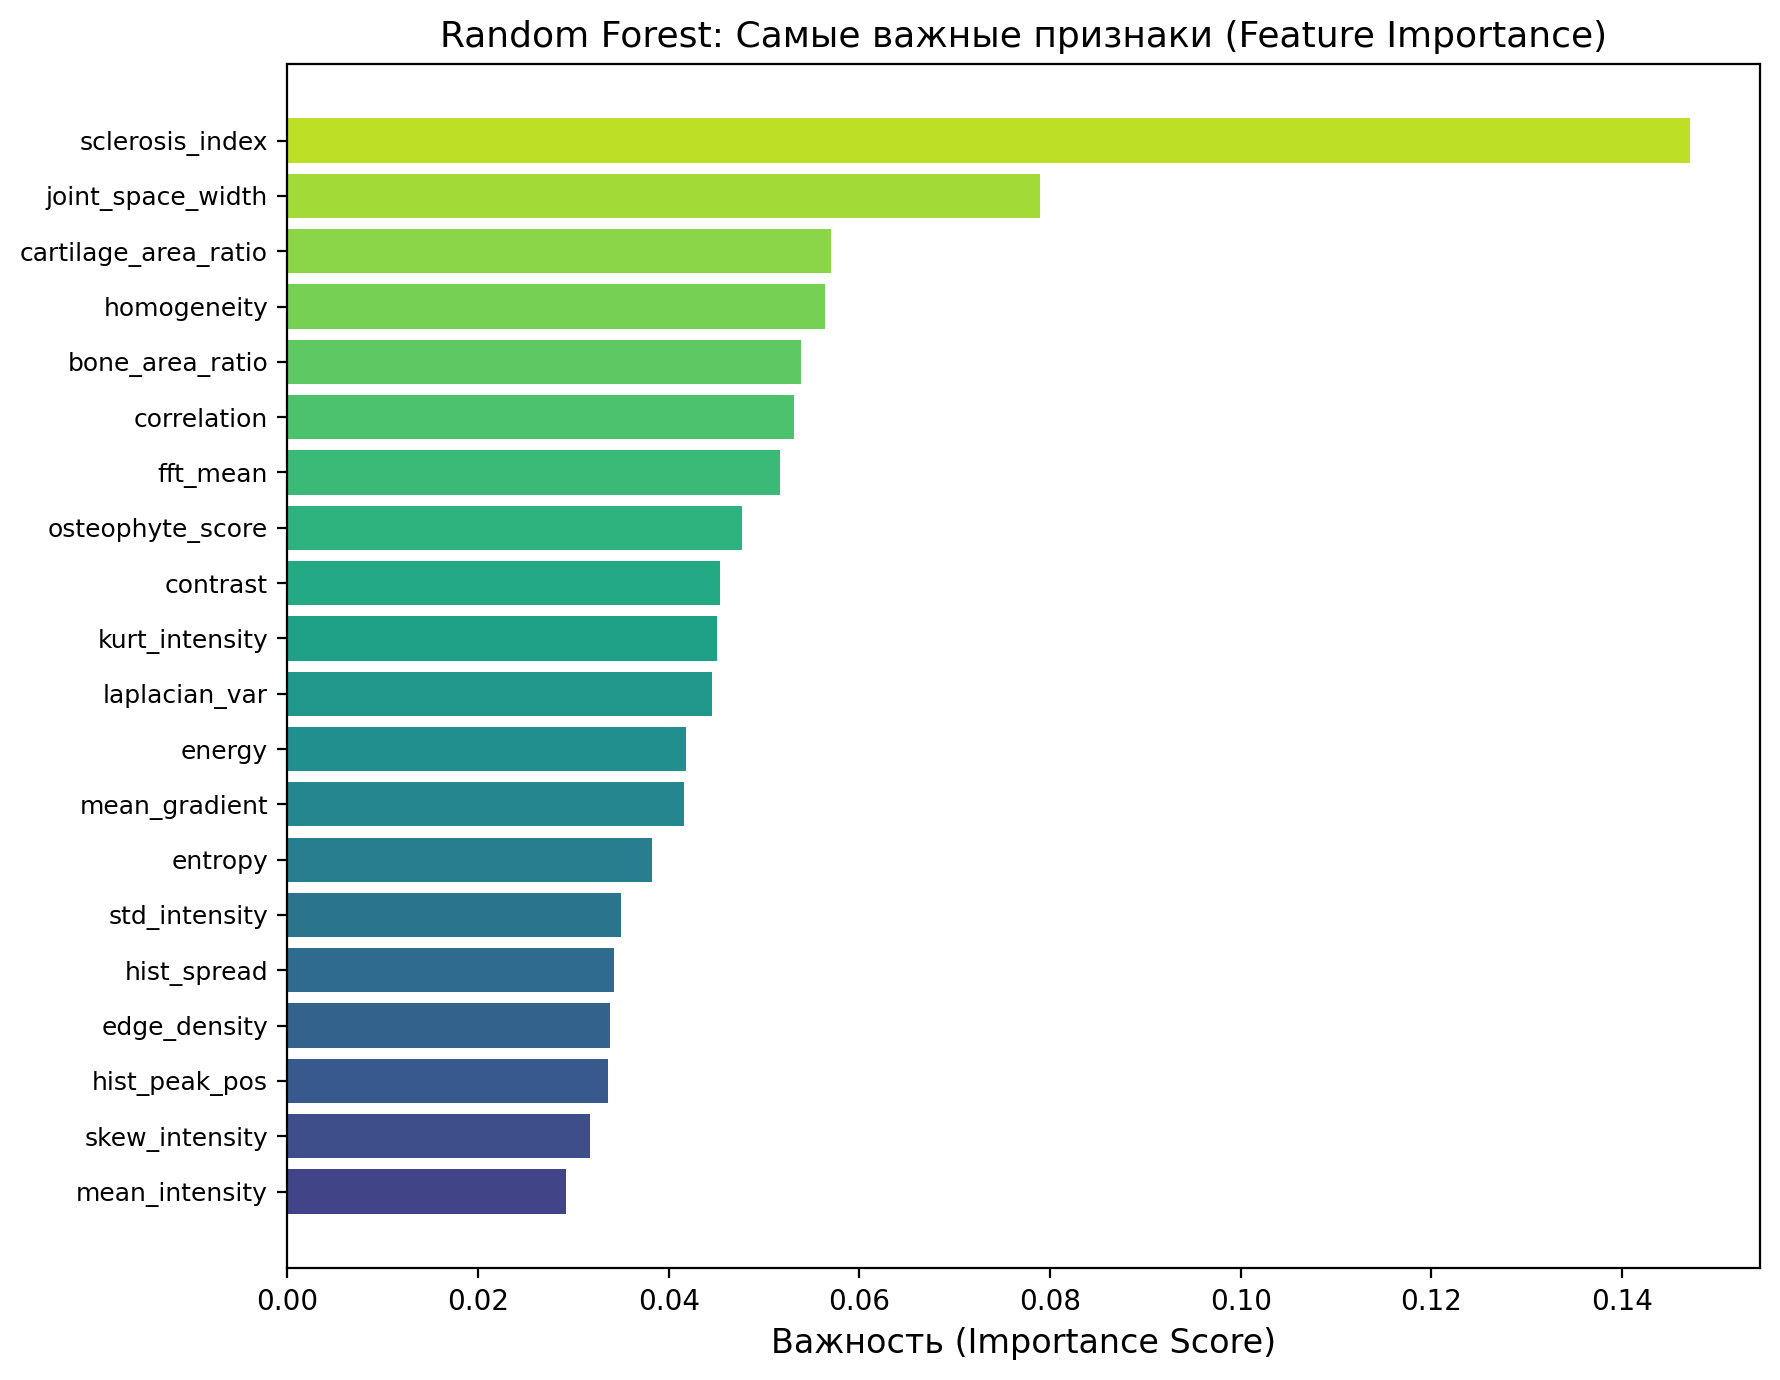 Random Forest: Самые важные признаки (Feature Importance)
sclerosis_index
joint_space_width
cartilage_area_ratio
homogeneity
bone_area_ratio
correlation
fft_mean
osteophyte_score
contrast
kurt_intensity
laplacian_var
energy
mean_gradient
entropy
std_intensity
hist_spread
edge_density
hist_peak_pos
skew_intensity
mean_intensity
0.00 0.02 0.04 0.06 0.08 0.10 0.12 0.14
Важность (Importance Score)